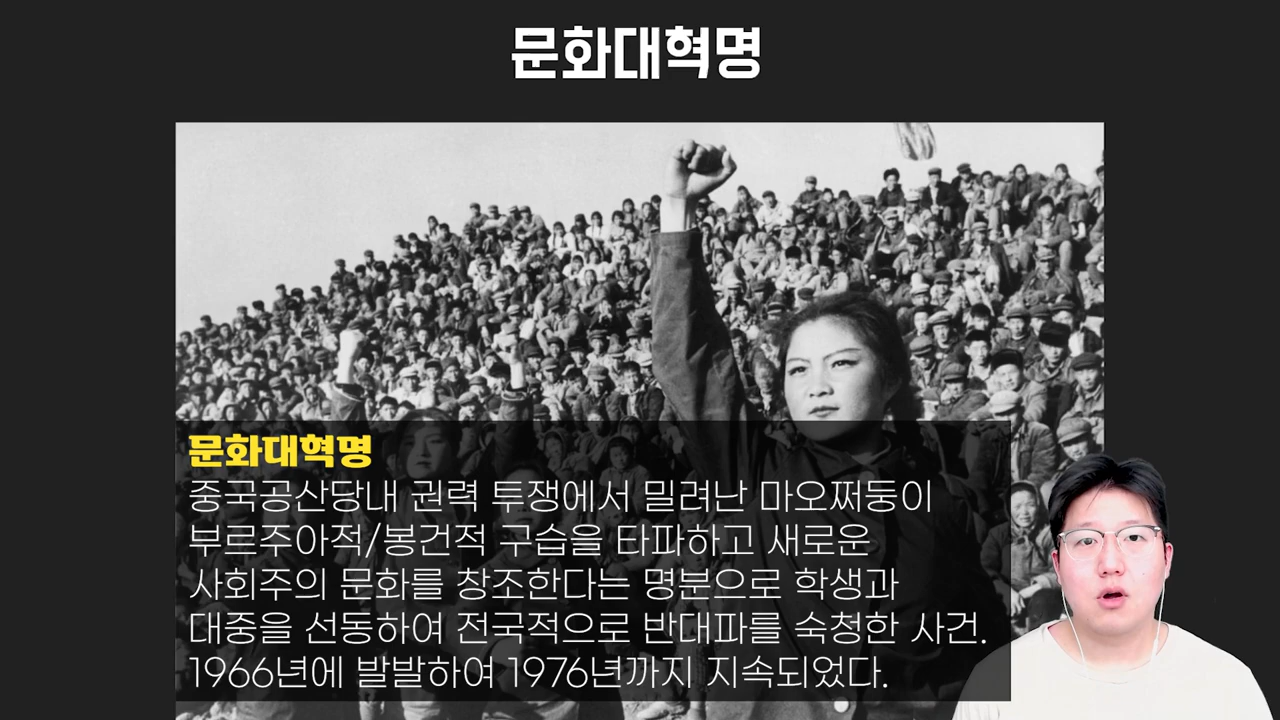 문화대혁명
문화대혁명
중국공산당내 권력 투쟁에서 밀려난 마오쩌둥이
부르주아적/봉건적 구습을 타파하고 새로운
사회주의 문화를 창조한다는 명분으로 학생과
대중을 선동하여 전국적으로 반대파를 숙청한 사건.
1966년에 발발하여 1976년까지 지속되었다.